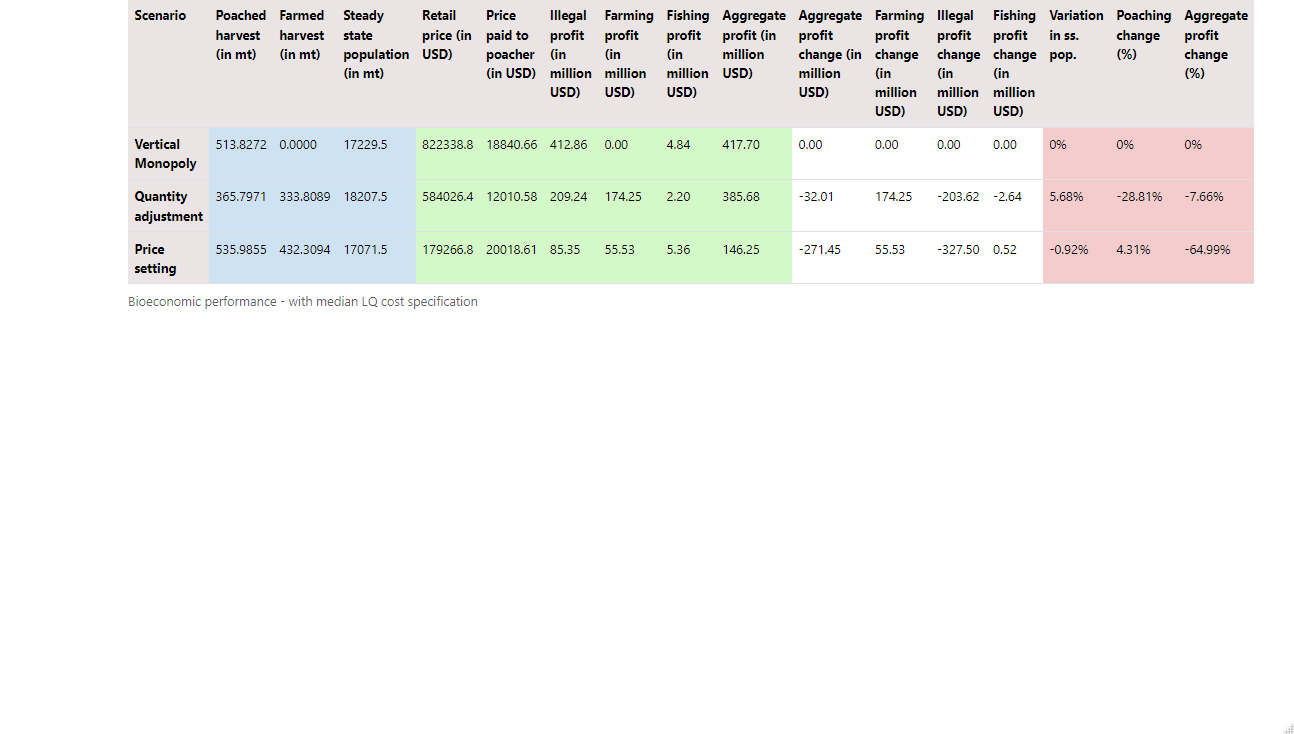 Scenario Poached harvest (in mt) Farmed harvest (in mt) Steady state population (in mt) Retail price (in USD) Price paid to poacher (in USD) Illegal profit (in million USD) Farming profit (in million USD) Fishing profit (in million USD) Aggregate profit (in million USD) Aggregate profit change (in million USD) Farming profit change (in million USD) Illegal profit change (in million USD) Fishing profit change (in million USD) Variation in ss. pop. Poaching change (%) Aggregate profit change (%)
Vertical Monopoly 513.8272 0.0000 17229.5 822338.8 18840.66 412.86 0.00 4.84 417.70 0.00 0.00 0.00 0.00 0% 0% 0%
Quantity adjustment 365.7971 333.8089 18207.5 584026.4 12010.58 209.24 174.25 2.20 385.68 -32.01 174.25 -203.62 -2.64 5.68% -28.81% -7.66%
Price setting 535.9855 432.3094 17071.5 179266.8 20018.61 85.35 55.53 5.36 146.25 -271.45 55.53 -327.50 0.52 -0.92% 4.31% -64.99%
Bioeconomic performance - with median LQ cost specification